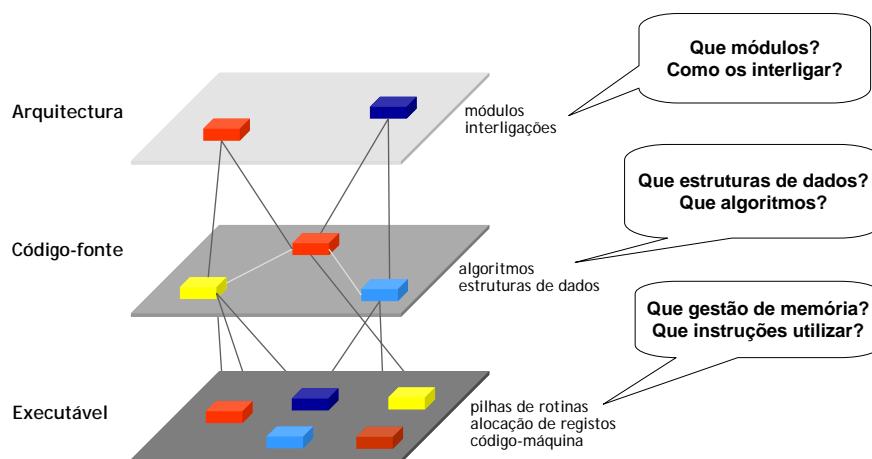 Que módulos?
Como os interligar?
Arquitectura
módulos
interligações
Que estruturas de dados?
Que algoritmos?
Código-fonte
algoritmos
estruturas de dados
Que gestão de memória?
Que instruções utilizar?
Executável
pilhas de rotinas
alocação de registos
código-máquina